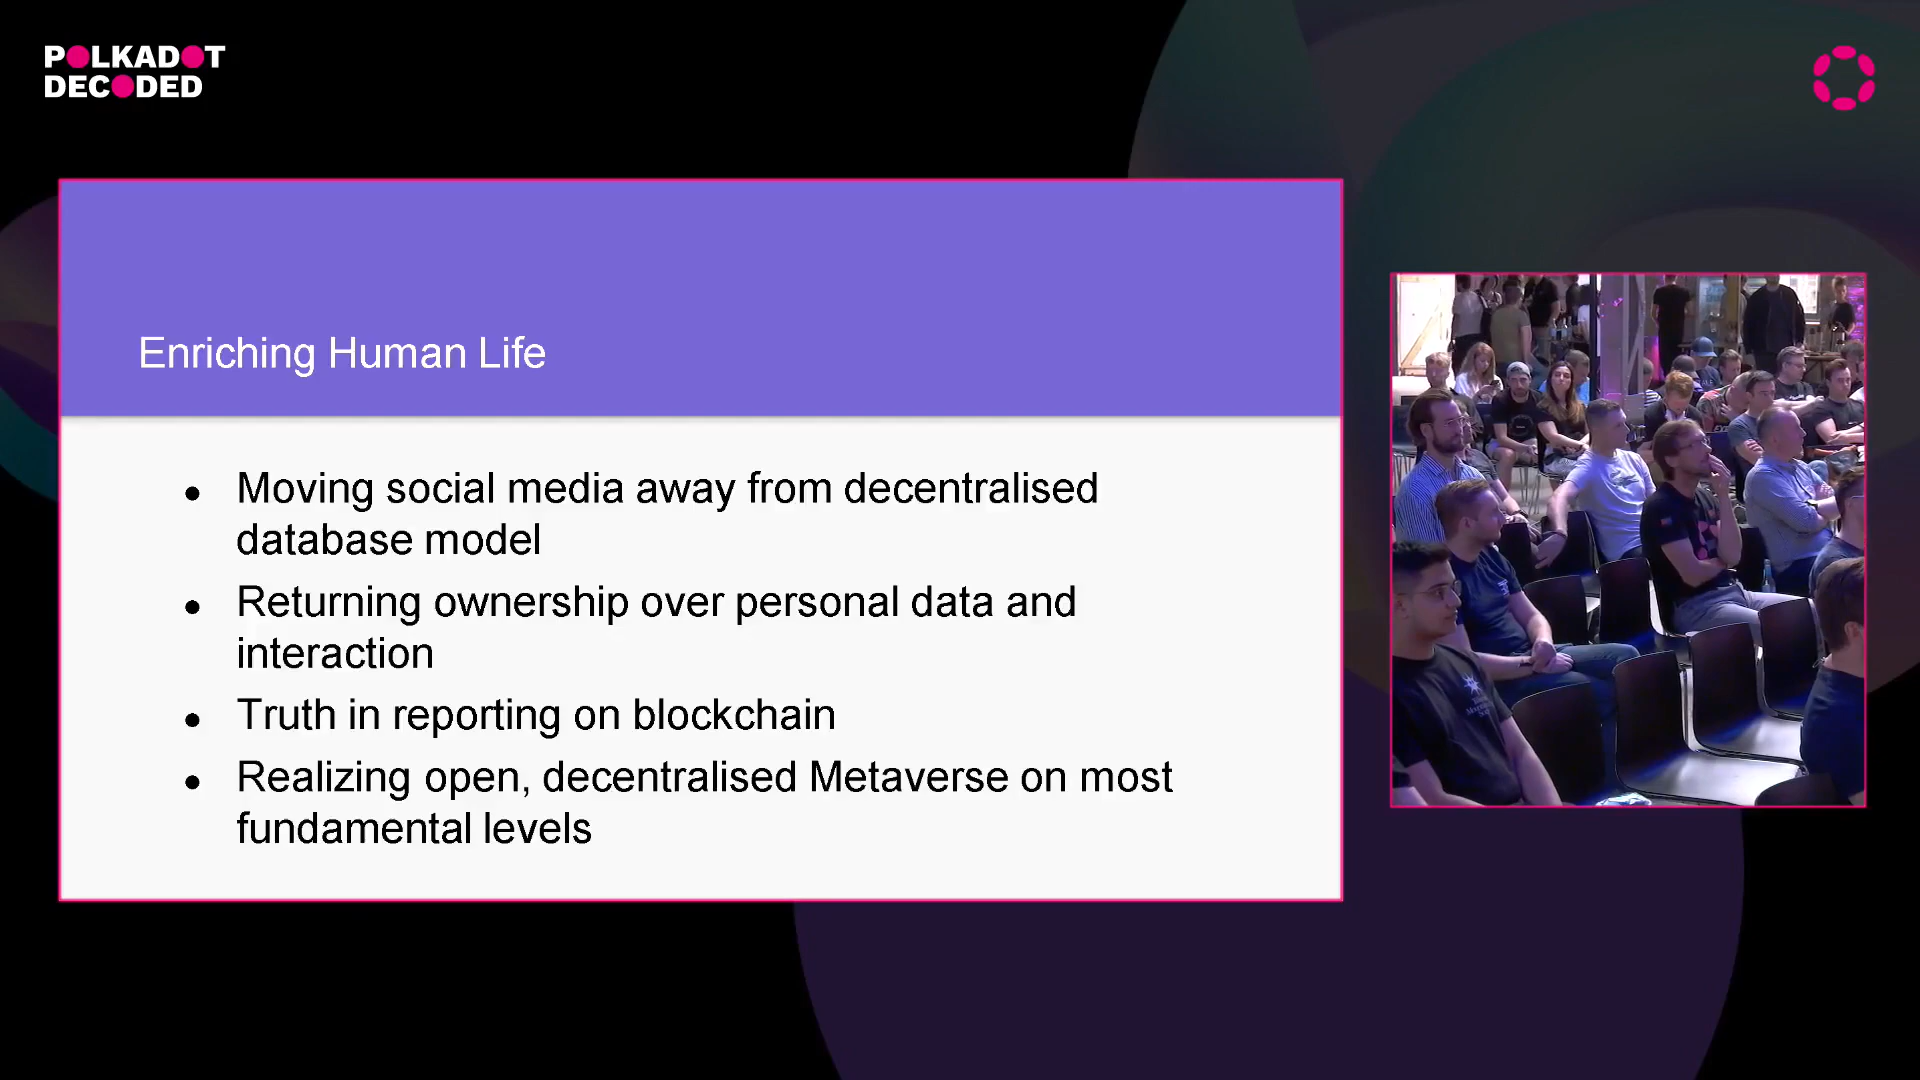 POLKADOT
DECODED
Enriching Human Life
● Moving social media away from decentralised
database model
● Returning ownership over personal data and
interaction
● Truth in reporting on blockchain
● Realizing open, decentralised Metaverse on most
fundamental levels